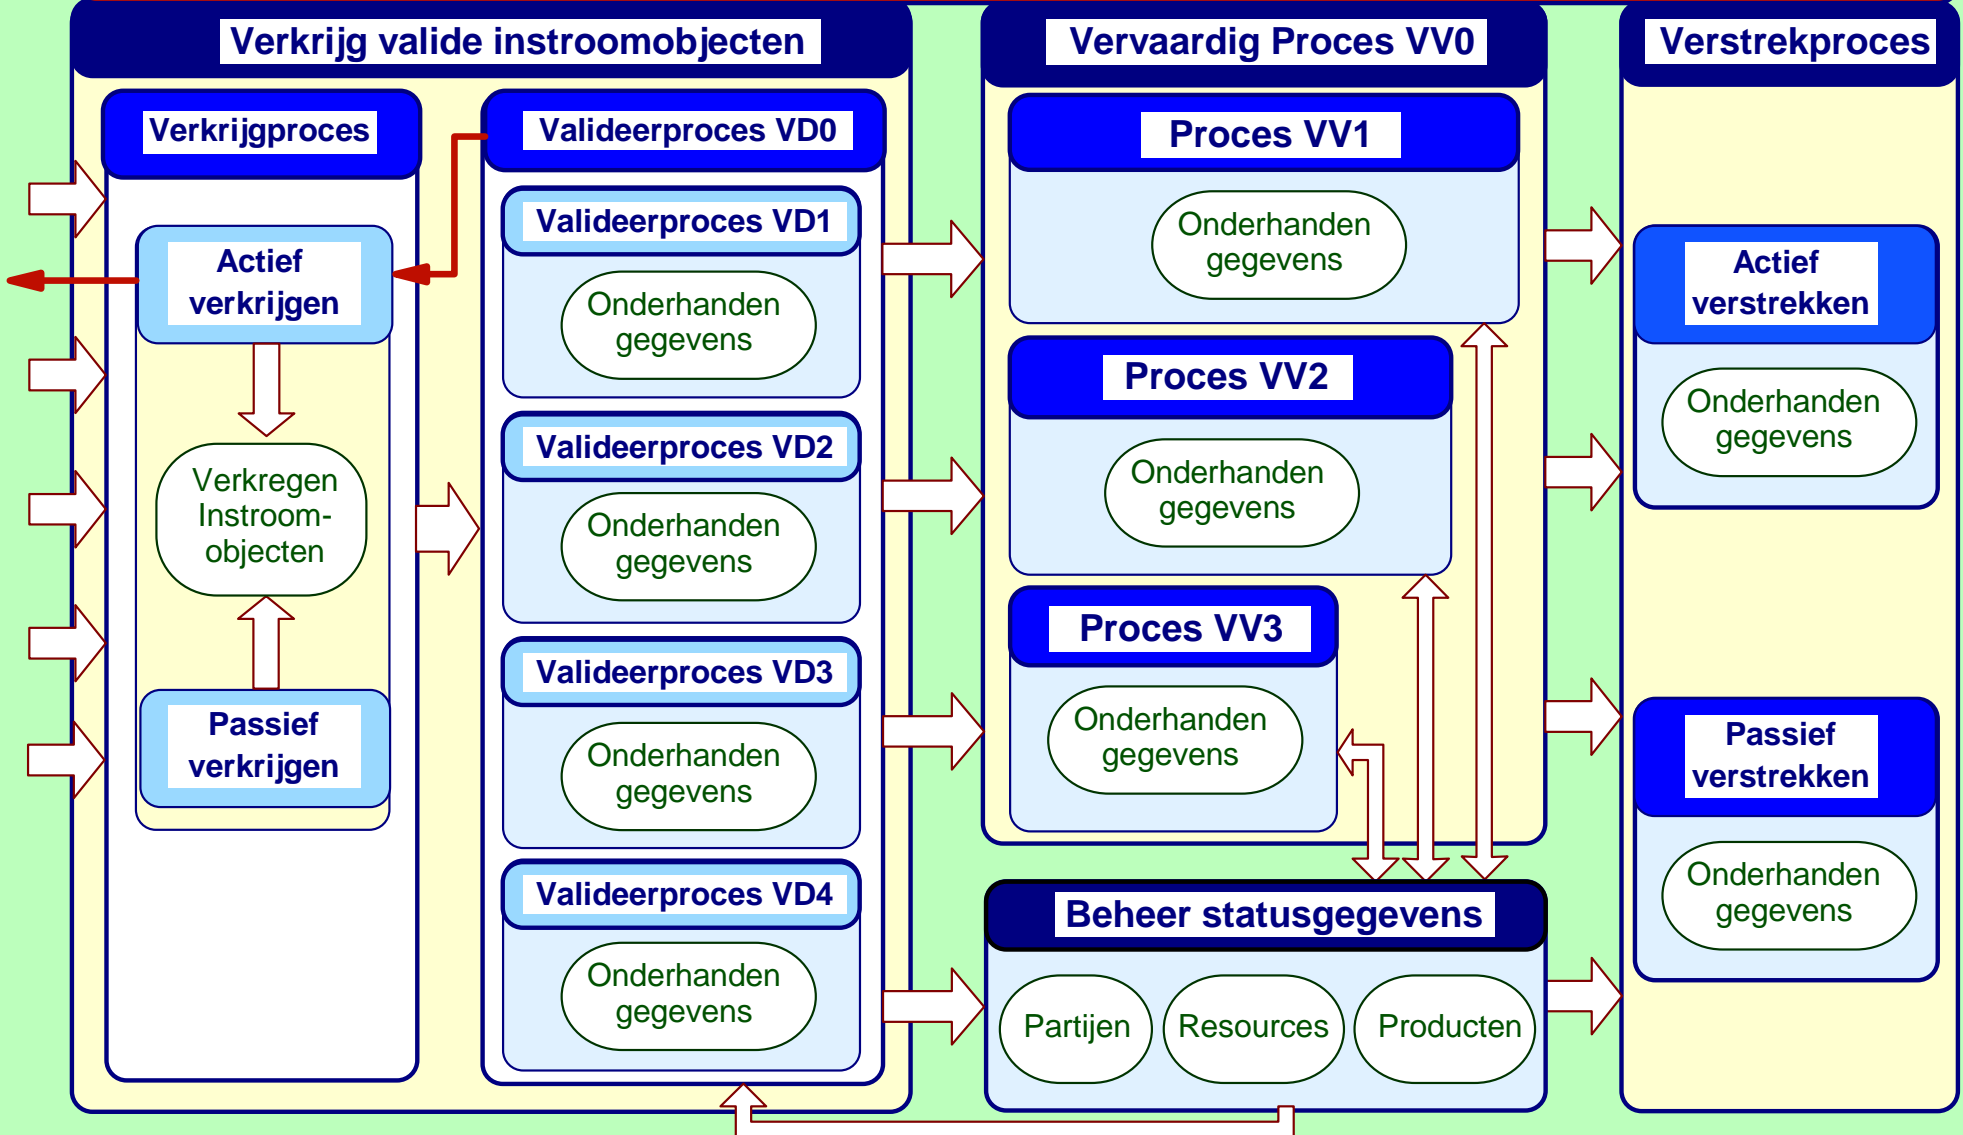 Verkrijg valide instroomobjecten
Verkrijgproces
Actief
verkrijgen
Verkregen
Instroom-
objecten
Passief
verkrijgen
Valideerproces VD0
Valideerproces VD1
Onderhanden
gegevens
Valideerproces VD2
Onderhanden
gegevens
Valideerproces VD3
Onderhanden
gegevens
Valideerproces VD4
Onderhanden
gegevens
Vervaardig Proces VV0
Proces VV1
Onderhanden
gegevens
Proces VV2
Onderhanden
gegevens
Proces VV3
Onderhanden
gegevens
Beheer statusgegevens
Partijen
Resources
Producten
Verstrekproces
Actief
verstrekken
Onderhanden
gegevens
Passief
verstrekken
Onderhanden
gegevens